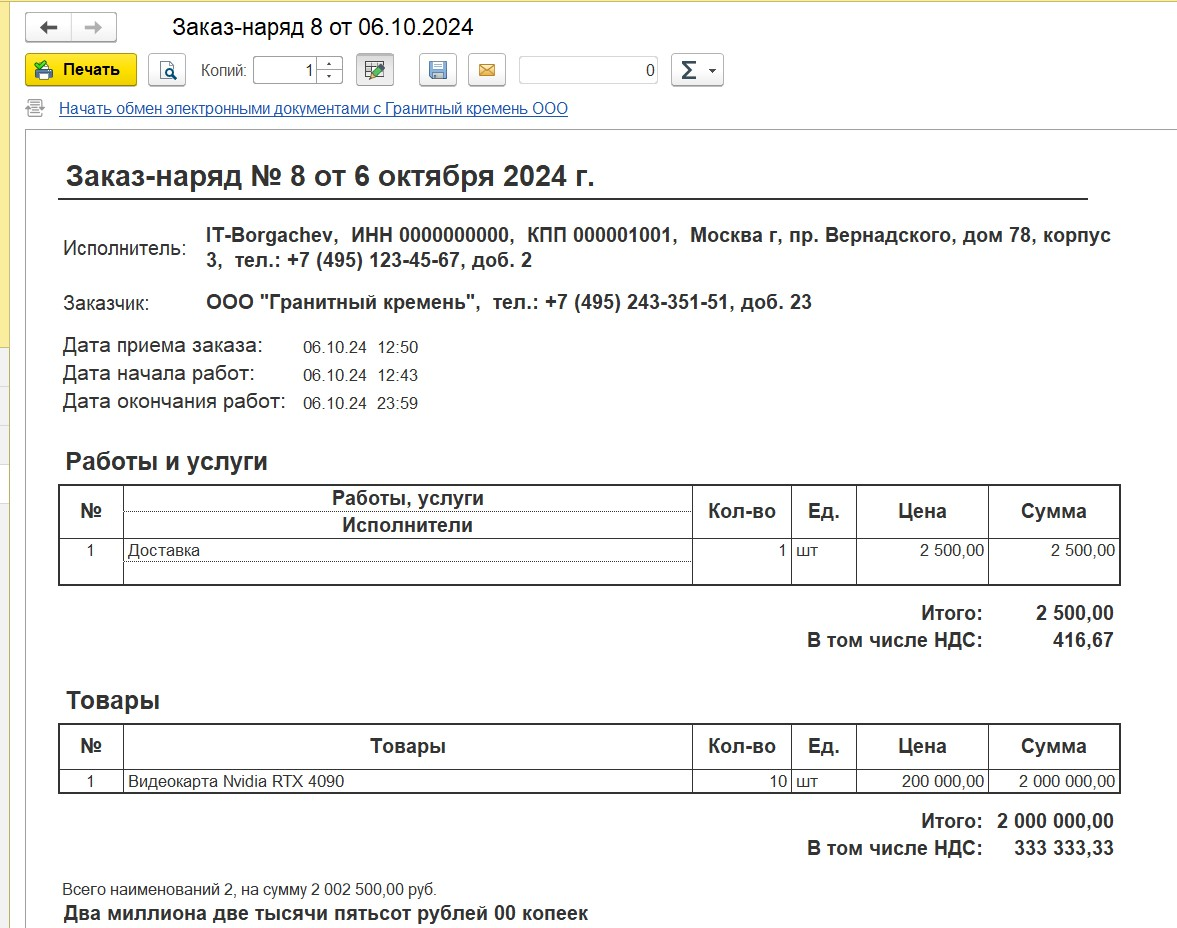 Заказ-наряд 8 от 06.10.2024
Печать Копий: 1 0 Σ
Начать обмен электронными документами с Гранитный кремень ООО
Заказ-наряд № 8 от 6 октября 2024 г.
Исполнитель: IT-Borgachev, ИНН 0000000000, КПП 000001001, Москва г, пр. Вернадского, дом 78, корпус
3, тел.: +7 (495) 123-45-67, доб. 2
Заказчик: ООО "Гранитный кремень", тел.: +7 (495) 243-351-51, доб. 23
Дата приема заказа: 06.10.24 12:50
Дата начала работ: 06.10.24 12:43
Дата окончания работ: 06.10.24 23:59
Работы и услуги
№ Работы, услуги Кол-во Ед. Цена Сумма
Исполнители
1 Доставка 1 шт 2 500,00 2 500,00
Итого: 2 500,00
В том числе НДС: 416,67
Товары
№ Товары Кол-во Ед. Цена Сумма
1 Видеокарта Nvidia RTX 4090 10 шт 200 000,00 2 000 000,00
Итого: 2 000 000,00
В том числе НДС: 333 333,33
Всего наименований 2, на сумму 2 002 500,00 руб.
Два миллиона две тысячи пятьсот рублей 00 копеек